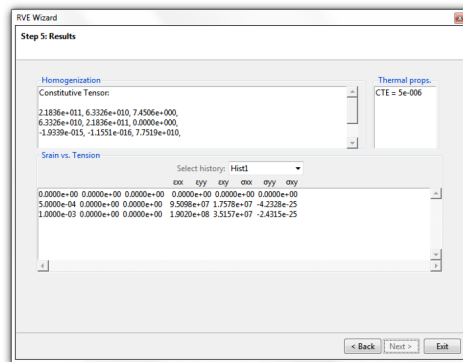 RVE Wizard
Step 5: Results
Homogenization
Constitutive Tensor:
2.1836e+011, 6.3326e+010, 7.4506e+000,
6.3326e+010, 2.1836e+011, 0.0000e+000,
-1.9339e-015, -1.1551e-016, 7.7519e+010,
Thermal props.
CTE = 5e-006
Srain vs. Tension
Select history: Hist1
εxx εyy εxy σxx σyy σxy
0.0000e+00 0.0000e+00 0.0000e+00 0.0000e+00 0.0000e+00 0.0000e+00
5.0000e-04 0.0000e+00 0.0000e+00 9.5098e+07 1.7578e+07 -4.2328e-25
1.0000e-03 0.0000e+00 0.0000e+00 1.9020e+08 3.5157e+07 -2.4315e-25
< Back Next > Exit